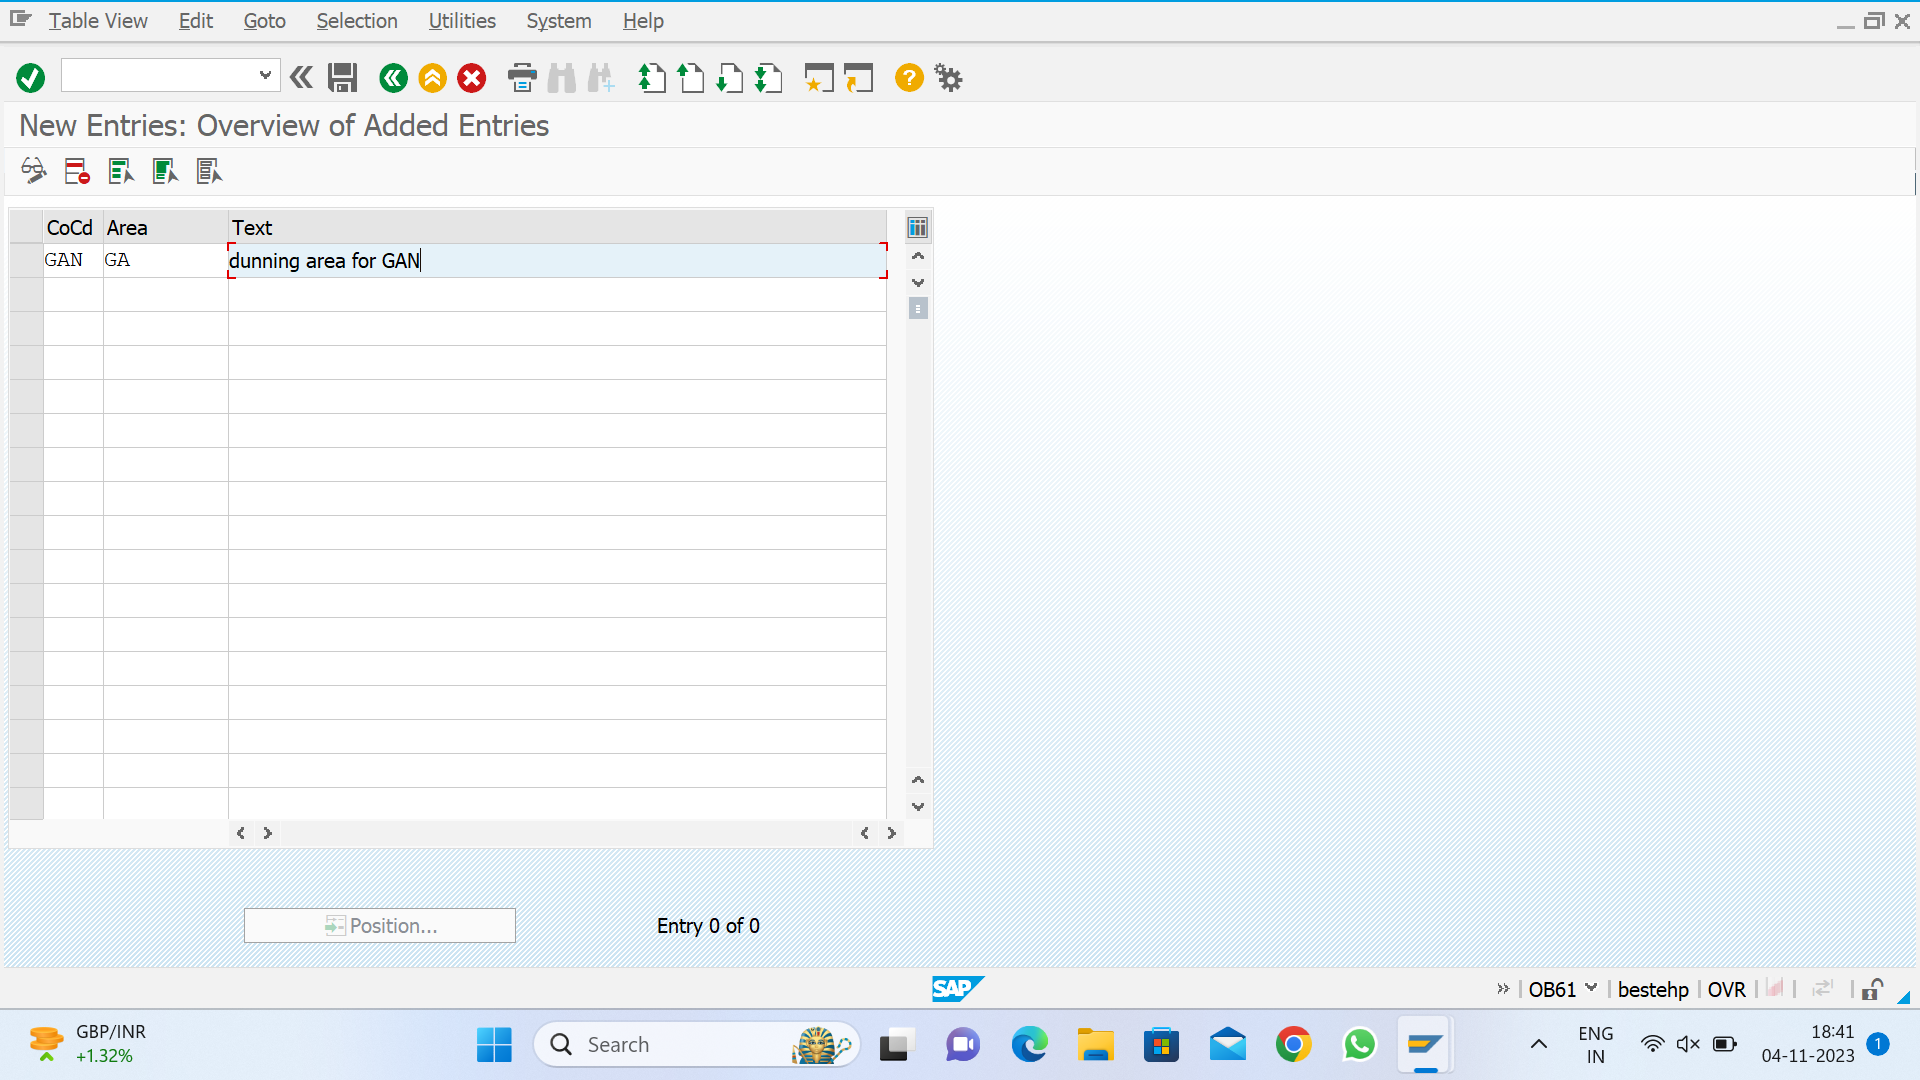 Table View Edit Goto Selection Utilities System Help
New Entries: Overview of Added Entries
CoCd Area Text
GAN GA dunning area for GAN
Position... Entry 0 of 0
SAP OB61 bestehp OVR
GBP/INR
+1.32%
Search
ENG
IN
18:41
04-11-2023
1